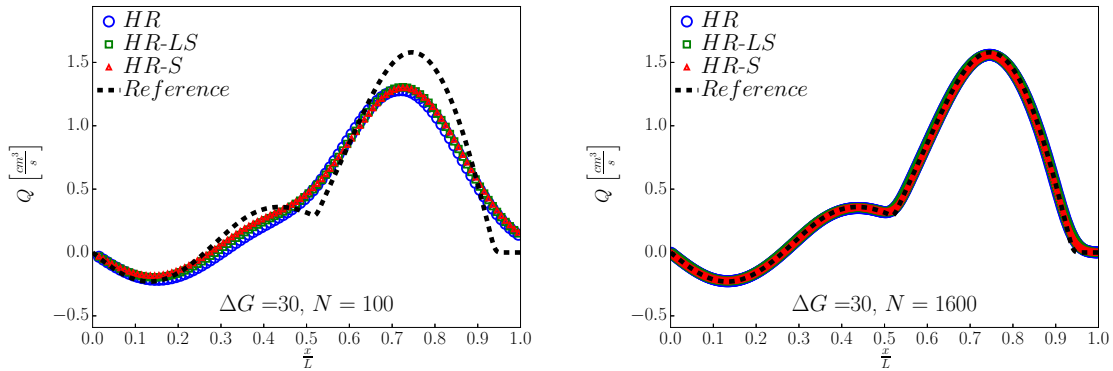 HR
HR-LS
HR-S
Reference
1.5
1.0
0.5
0.0
−0.5
Q [cm³/s]
ΔG =30, N = 100
0.0 0.1 0.2 0.3 0.4 0.5 0.6 0.7 0.8 0.9 1.0
x/L
HR
HR-LS
HR-S
Reference
1.5
1.0
0.5
0.0
−0.5
Q [cm³/s]
ΔG =30, N = 1600
0.0 0.1 0.2 0.3 0.4 0.5 0.6 0.7 0.8 0.9 1.0
x/L